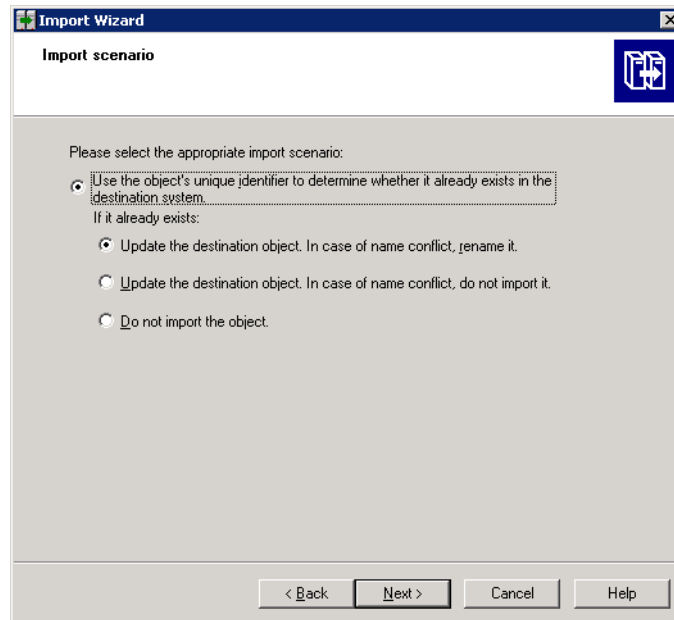 Import Wizard
Import scenario
Please select the appropriate import scenario:
Use the object's unique identifier to determine whether it already exists in the
destination system.
If it already exists:
Update the destination object. In case of name conflict, rename it.
Update the destination object. In case of name conflict, do not import it.
Do not import the object.
< Back
Next >
Cancel
Help